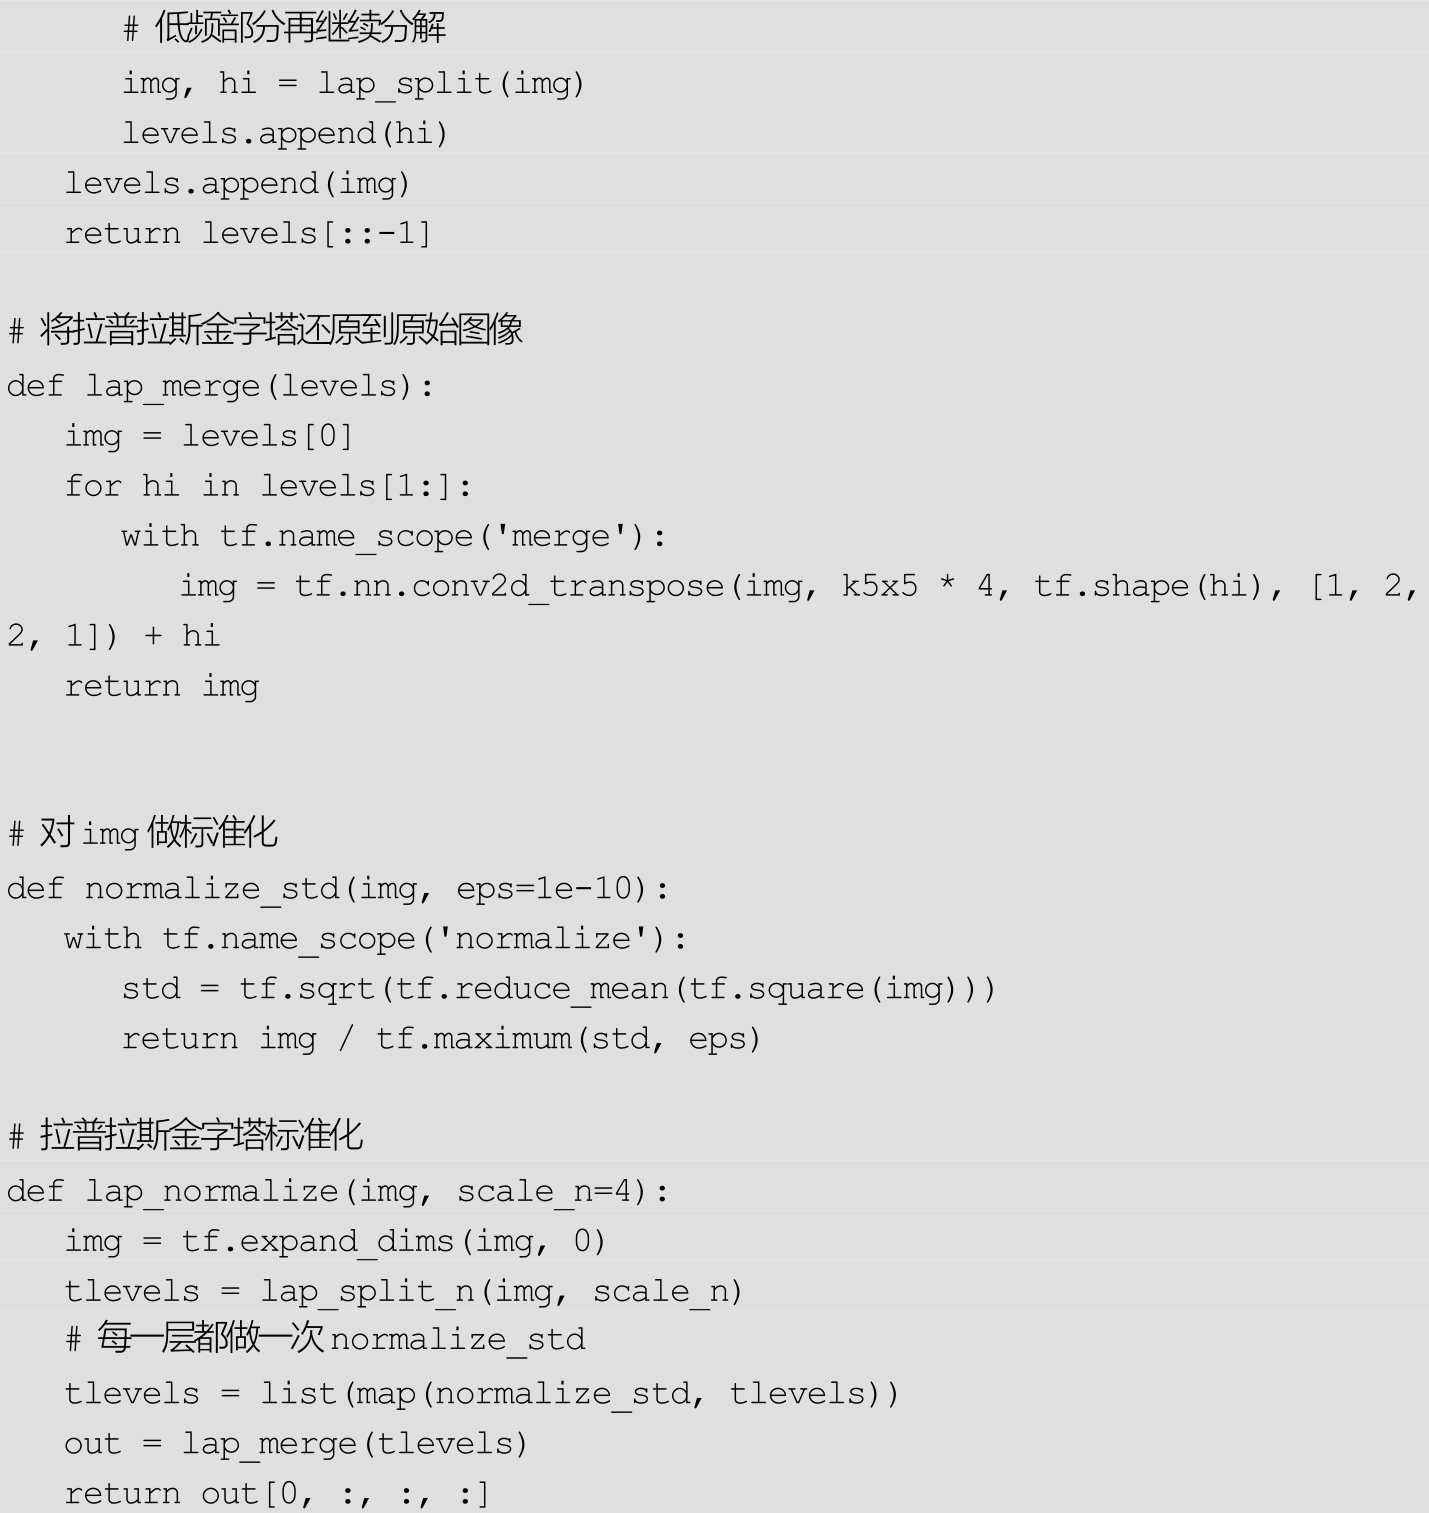 # 低频部分再继续分解
      img, hi = lap_split(img)
      levels.append(hi)
   levels.append(img)
   return levels[::-1]

# 将拉普拉斯金字塔还原到原始图像
def lap_merge(levels):
   img = levels[0]
   for hi in levels[1:]:
      with tf.name_scope('merge'):
         img = tf.nn.conv2d_transpose(img, k5x5 * 4, tf.shape(hi), [1, 2,
2, 1]) + hi
   return img

# 对 img 做标准化
def normalize_std(img, eps=1e-10):
   with tf.name_scope('normalize'):
      std = tf.sqrt(tf.reduce_mean(tf.square(img)))
      return img / tf.maximum(std, eps)

# 拉普拉斯金字塔标准化
def lap_normalize(img, scale_n=4):
   img = tf.expand_dims(img, 0)
   tlevels = lap_split_n(img, scale_n)
   # 每一层都做一次 normalize_std
   tlevels = list(map(normalize_std, tlevels))
   out = lap_merge(tlevels)
   return out[0, :, :, :]